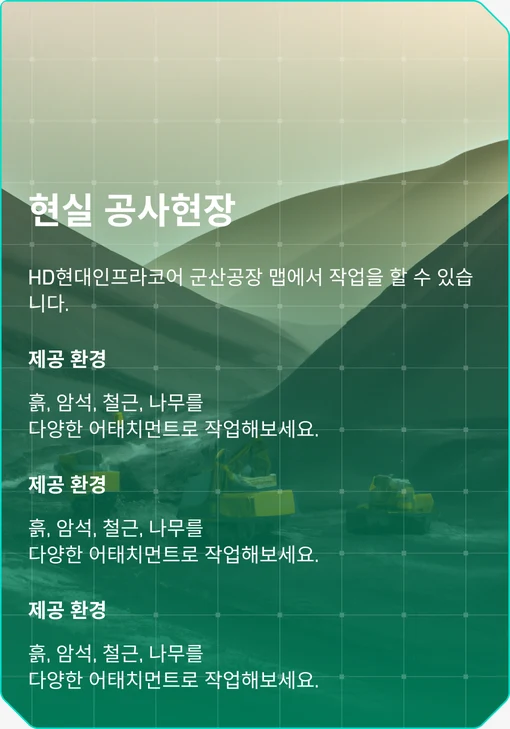 현실 공사현장
HD현대인프라코어 군산공장 맵에서 작업을 할 수 있습
니다.
제공 환경
흙, 암석, 철근, 나무를
다양한 어태치먼트로 작업해보세요.
제공 환경
흙, 암석, 철근, 나무를
다양한 어태치먼트로 작업해보세요.
제공 환경
흙, 암석, 철근, 나무를
다양한 어태치먼트로 작업해보세요.